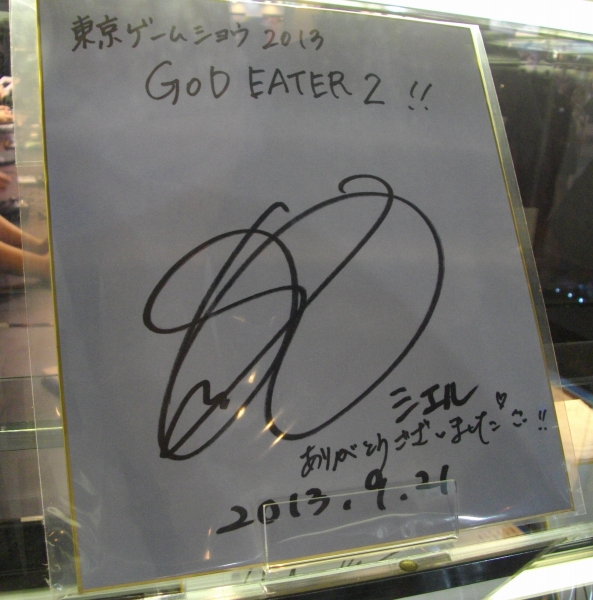 東京ゲームショウ 2013
GOD EATER 2 !!
シエル
ありがとうございました♡!!
2013.9.21